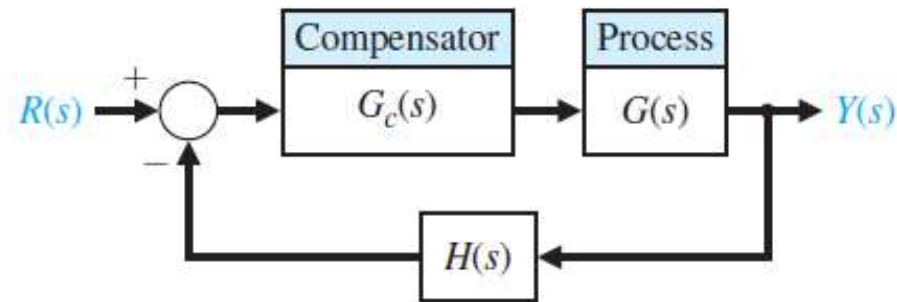 Compensator
Process
+
R(s)
G_c(s)
G(s)
Y(s)
−
H(s)